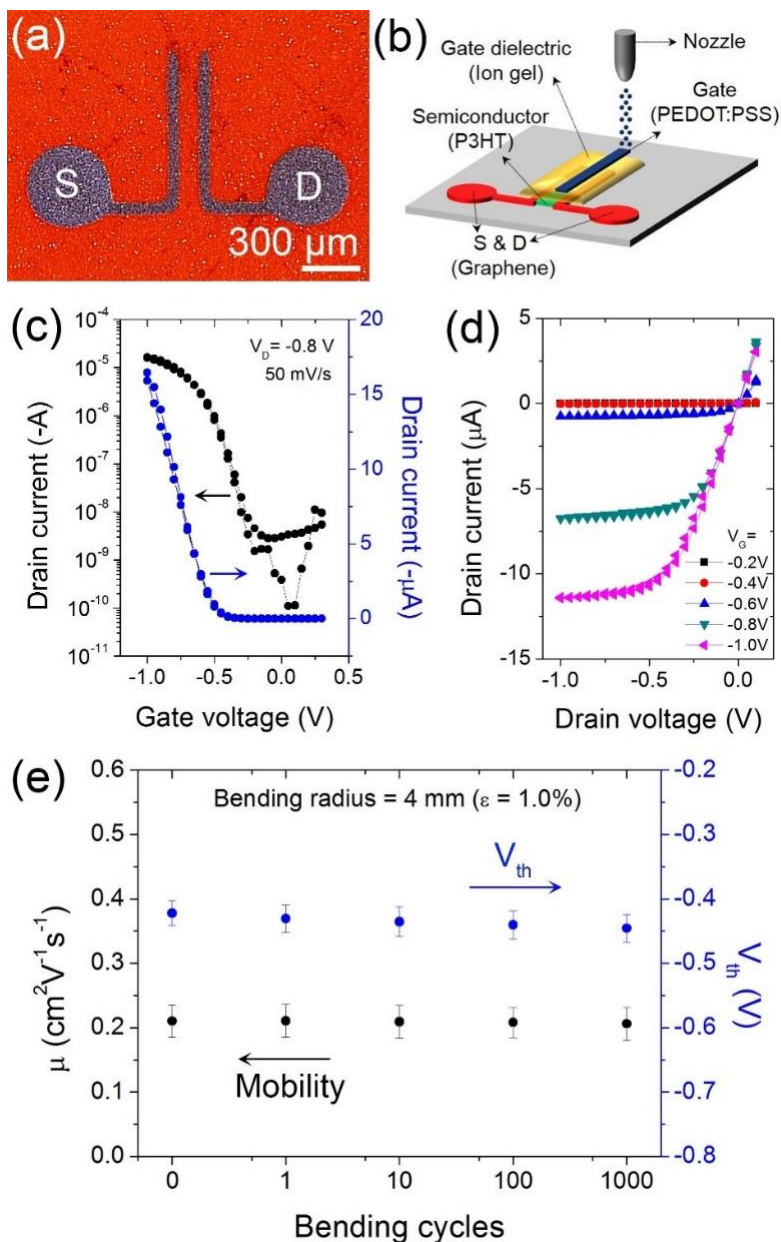 (a)
S
D
300 μm
(b)
Nozzle
Gate dielectric
(Ion gel)
Gate
(PEDOT:PSS)
Semiconductor
(P3HT)
S & D
(Graphene)
(c)
10⁻⁴
10⁻⁵
10⁻⁶
10⁻⁷
10⁻⁸
10⁻⁹
10⁻¹⁰
10⁻¹¹
Drain current (-A)
V_D= -0.8 V
50 mV/s
20
15
10
5
0
Drain current (-μA)
-1.0
-0.5
0.0
0.5
Gate voltage (V)
(d)
5
0
-5
-10
-15
Drain current (μA)
V_G=
-0.2V
-0.4V
-0.6V
-0.8V
-1.0V
-1.0
-0.5
0.0
Drain voltage (V)
(e)
0.6
0.5
0.4
0.3
0.2
0.1
0.0
μ (cm²V⁻¹s⁻¹)
Bending radius = 4 mm (ε = 1.0%)
V_th
Mobility
-0.2
-0.3
-0.4
-0.5
-0.6
-0.7
-0.8
V_th (V)
0
1
10
100
1000
Bending cycles